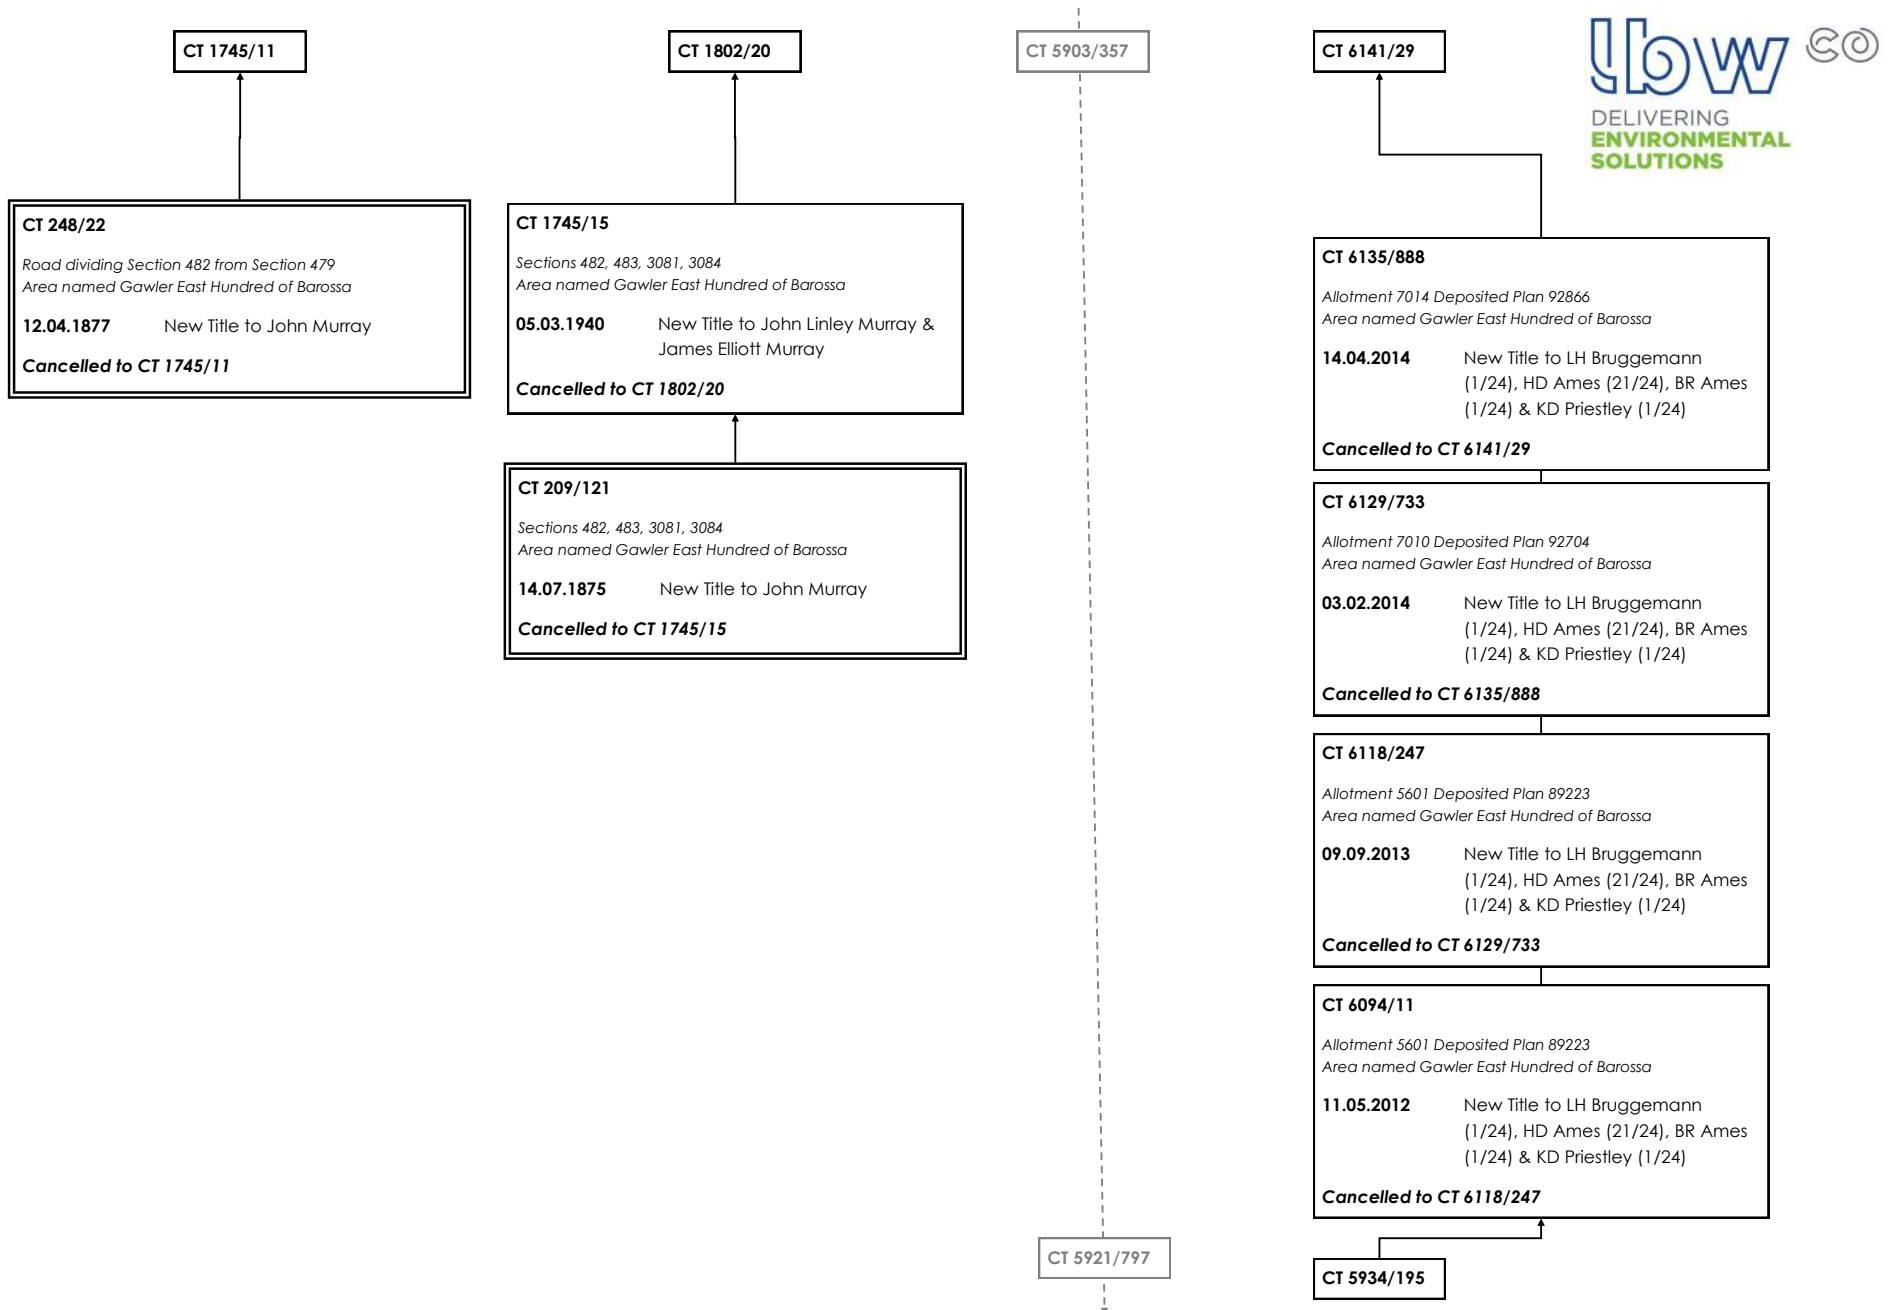 CT 1745/11
CT 1802/20
CT 5903/357
CT 6141/29
lbw co
DELIVERING
ENVIRONMENTAL
SOLUTIONS
CT 248/22
Road dividing Section 482 from Section 479
Area named Gawler East Hundred of Barossa
12.04.1877 New Title to John Murray
Cancelled to CT 1745/11
CT 1745/15
Sections 482, 483, 3081, 3084
Area named Gawler East Hundred of Barossa
05.03.1940 New Title to John Linley Murray &
James Elliott Murray
Cancelled to CT 1802/20
CT 209/121
Sections 482, 483, 3081, 3084
Area named Gawler East Hundred of Barossa
14.07.1875 New Title to John Murray
Cancelled to CT 1745/15
CT 6135/888
Allotment 7014 Deposited Plan 92866
Area named Gawler East Hundred of Barossa
14.04.2014 New Title to LH Bruggemann
(1/24), HD Ames (21/24), BR Ames
(1/24) & KD Priestley (1/24)
Cancelled to CT 6141/29
CT 6129/733
Allotment 7010 Deposited Plan 92704
Area named Gawler East Hundred of Barossa
03.02.2014 New Title to LH Bruggemann
(1/24), HD Ames (21/24), BR Ames
(1/24) & KD Priestley (1/24)
Cancelled to CT 6135/888
CT 6118/247
Allotment 5601 Deposited Plan 89223
Area named Gawler East Hundred of Barossa
09.09.2013 New Title to LH Bruggemann
(1/24), HD Ames (21/24), BR Ames
(1/24) & KD Priestley (1/24)
Cancelled to CT 6129/733
CT 6094/11
Allotment 5601 Deposited Plan 89223
Area named Gawler East Hundred of Barossa
11.05.2012 New Title to LH Bruggemann
(1/24), HD Ames (21/24), BR Ames
(1/24) & KD Priestley (1/24)
Cancelled to CT 6118/247
CT 5921/797
CT 5934/195